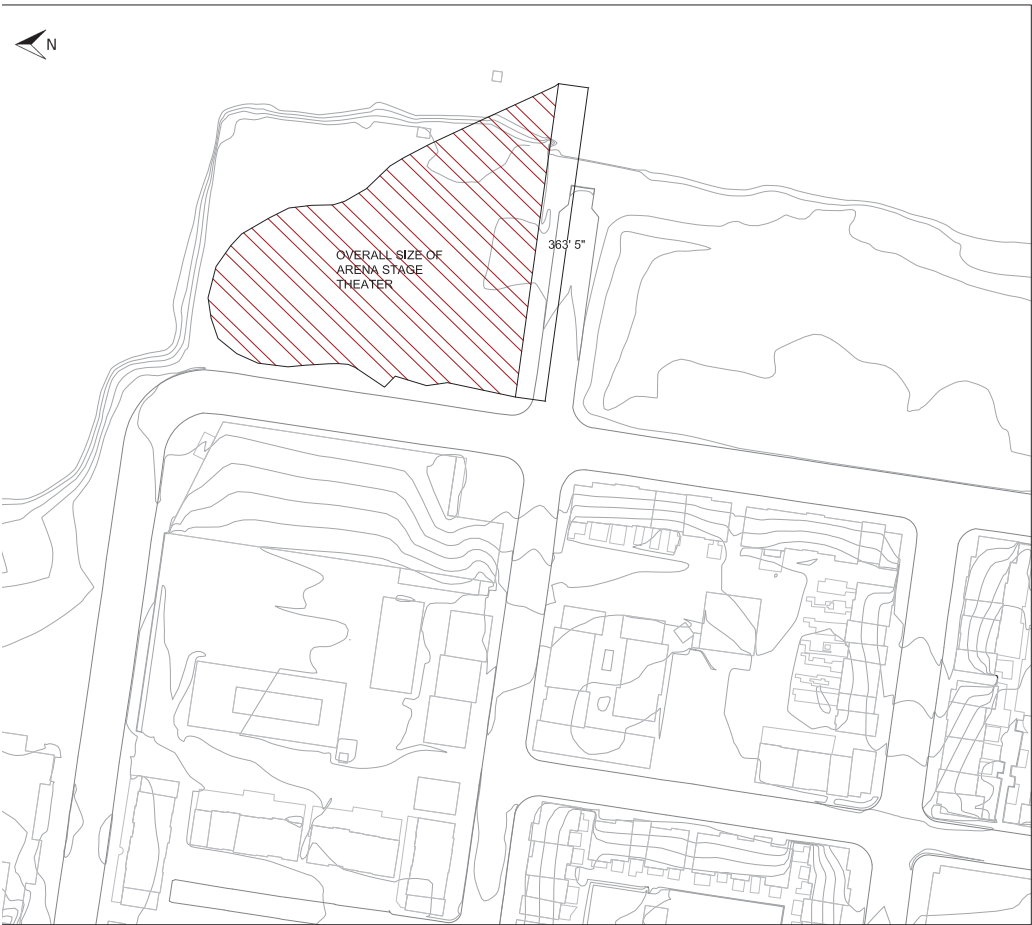 N
OVERALL SIZE OF
ARENA STAGE
THEATER
363' 5"